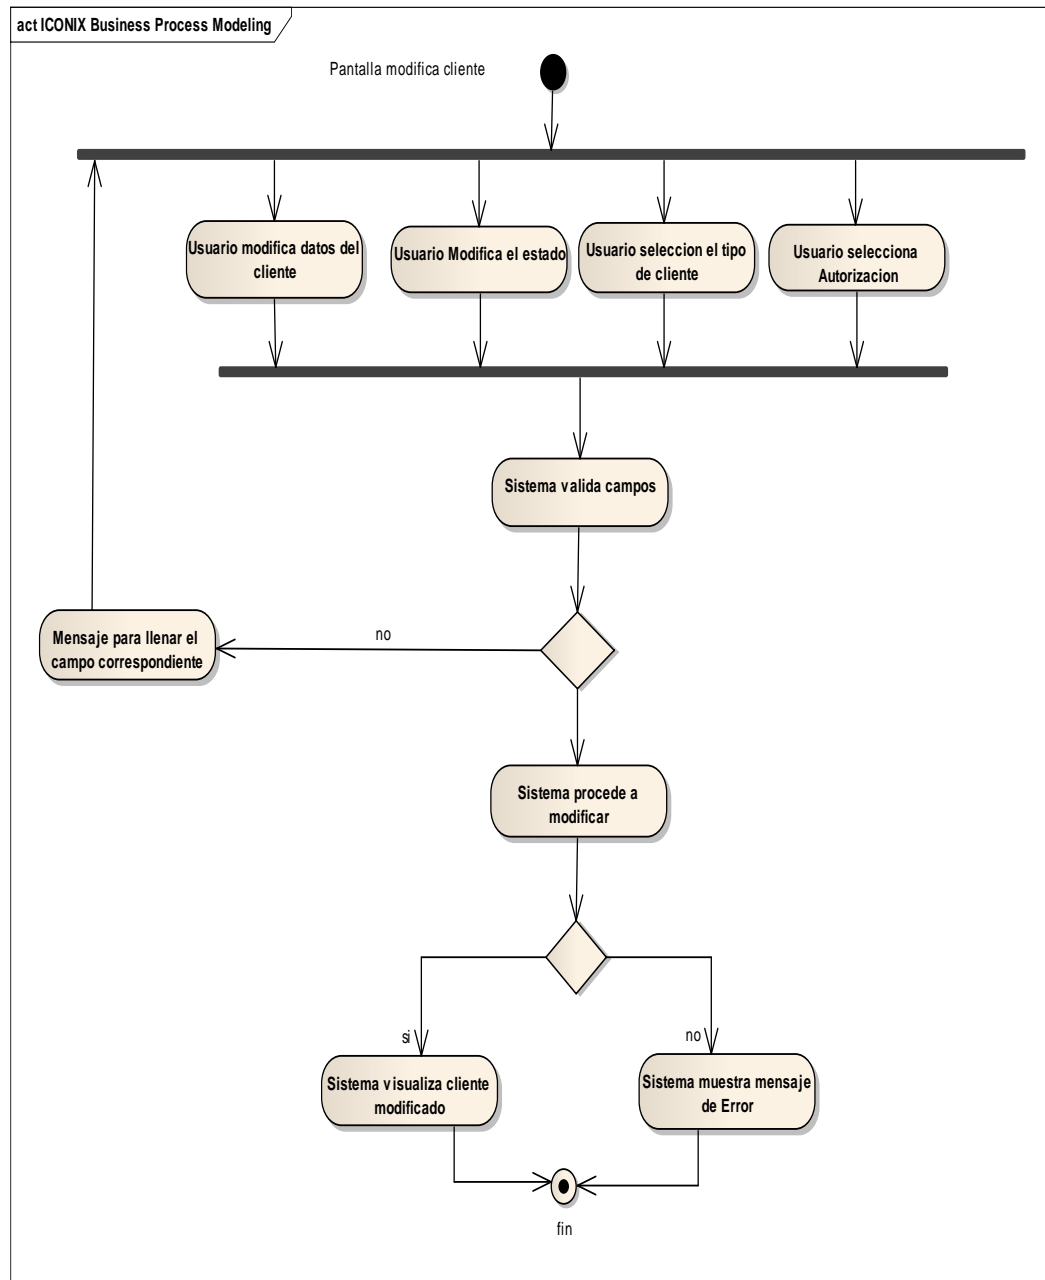 act ICONIX Business Process Modeling
Pantalla modifica cliente
Usuario modifica datos del
cliente
Usuario Modifica el estado
Usuario seleccion el tipo
de cliente
Usuario selecciona
Autorizacion
Sistema valida campos
no
Mensaje para llenar el
campo correspondiente
Sistema procede a
modificar
si
no
Sistema visualiza cliente
modificado
Sistema muestra mensaje
de Error
fin